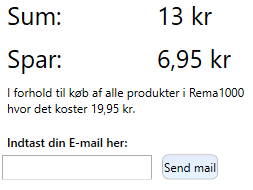 Sum: 13 kr
Spar: 6,95 kr
I forhold til køb af alle produkter i Rema1000
hvor det koster 19,95 kr.
Indtast din E-mail her:
Send mail